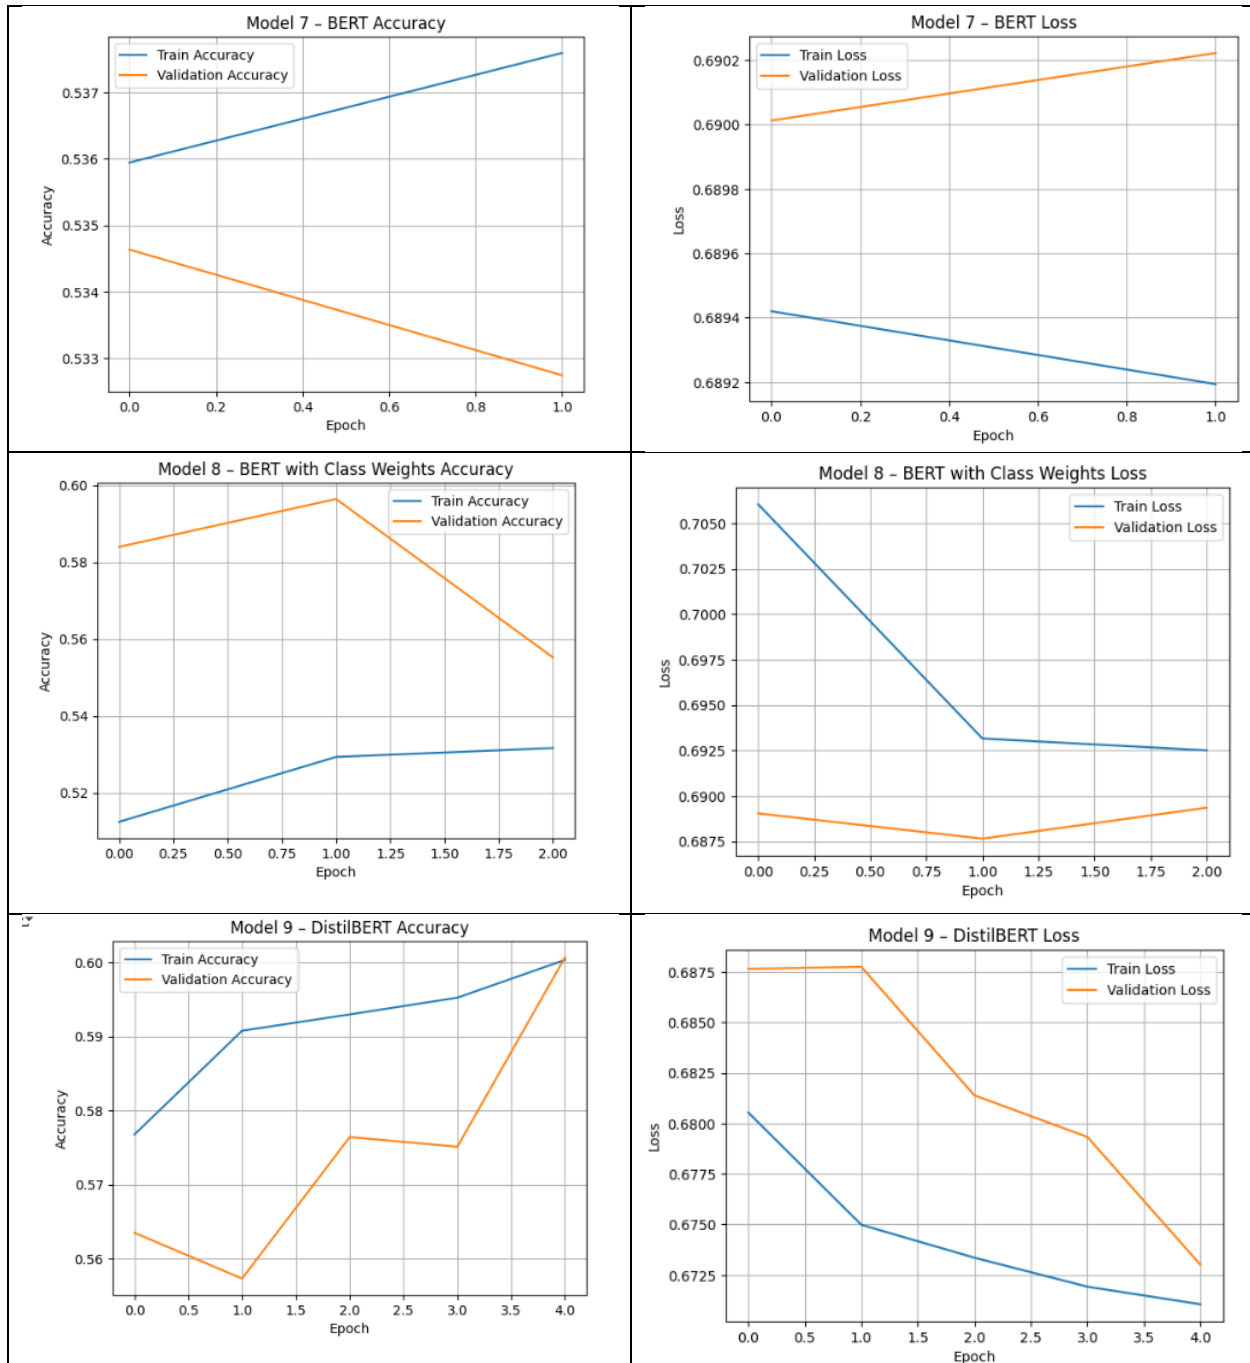 Model 7 – BERT Accuracy
Train Accuracy
Validation Accuracy
0.537
0.536
0.535
0.534
0.533
Accuracy
0.0 0.2 0.4 0.6 0.8 1.0
Epoch
Model 7 – BERT Loss
Train Loss
Validation Loss
0.6902
0.6900
0.6898
0.6896
0.6894
0.6892
Loss
0.0 0.2 0.4 0.6 0.8 1.0
Epoch
Model 8 – BERT with Class Weights Accuracy
Train Accuracy
Validation Accuracy
0.60
0.58
0.56
0.54
0.52
Accuracy
0.00 0.25 0.50 0.75 1.00 1.25 1.50 1.75 2.00
Epoch
Model 8 – BERT with Class Weights Loss
Train Loss
Validation Loss
0.7050
0.7025
0.7000
0.6975
0.6950
0.6925
0.6900
0.6875
Loss
0.00 0.25 0.50 0.75 1.00 1.25 1.50 1.75 2.00
Epoch
Model 9 – DistilBERT Accuracy
Train Accuracy
Validation Accuracy
0.60
0.59
0.58
0.57
0.56
Accuracy
0.0 0.5 1.0 1.5 2.0 2.5 3.0 3.5 4.0
Epoch
Model 9 – DistilBERT Loss
Train Loss
Validation Loss
0.6875
0.6850
0.6825
0.6800
0.6775
0.6750
0.6725
Loss
0.0 0.5 1.0 1.5 2.0 2.5 3.0 3.5 4.0
Epoch